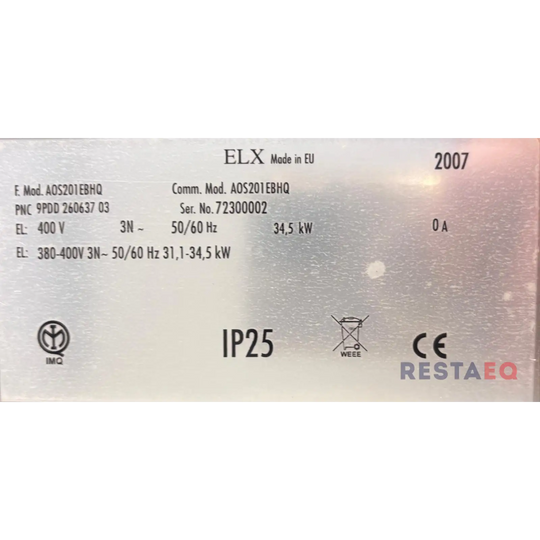 ELX Made in EU 2007
F. Mod. AOS201EBHQ Comm. Mod. AOS201EBHQ
PNC 9PDD 260637 03 Ser. No. 72300002
EL: 400 V 3N ~ 50/60 Hz 34,5 kW 0 A
EL: 380-400V 3N~ 50/60 Hz 31,1-34,5 kW
IMQ IP25 WEEE CE
RESTAEQ